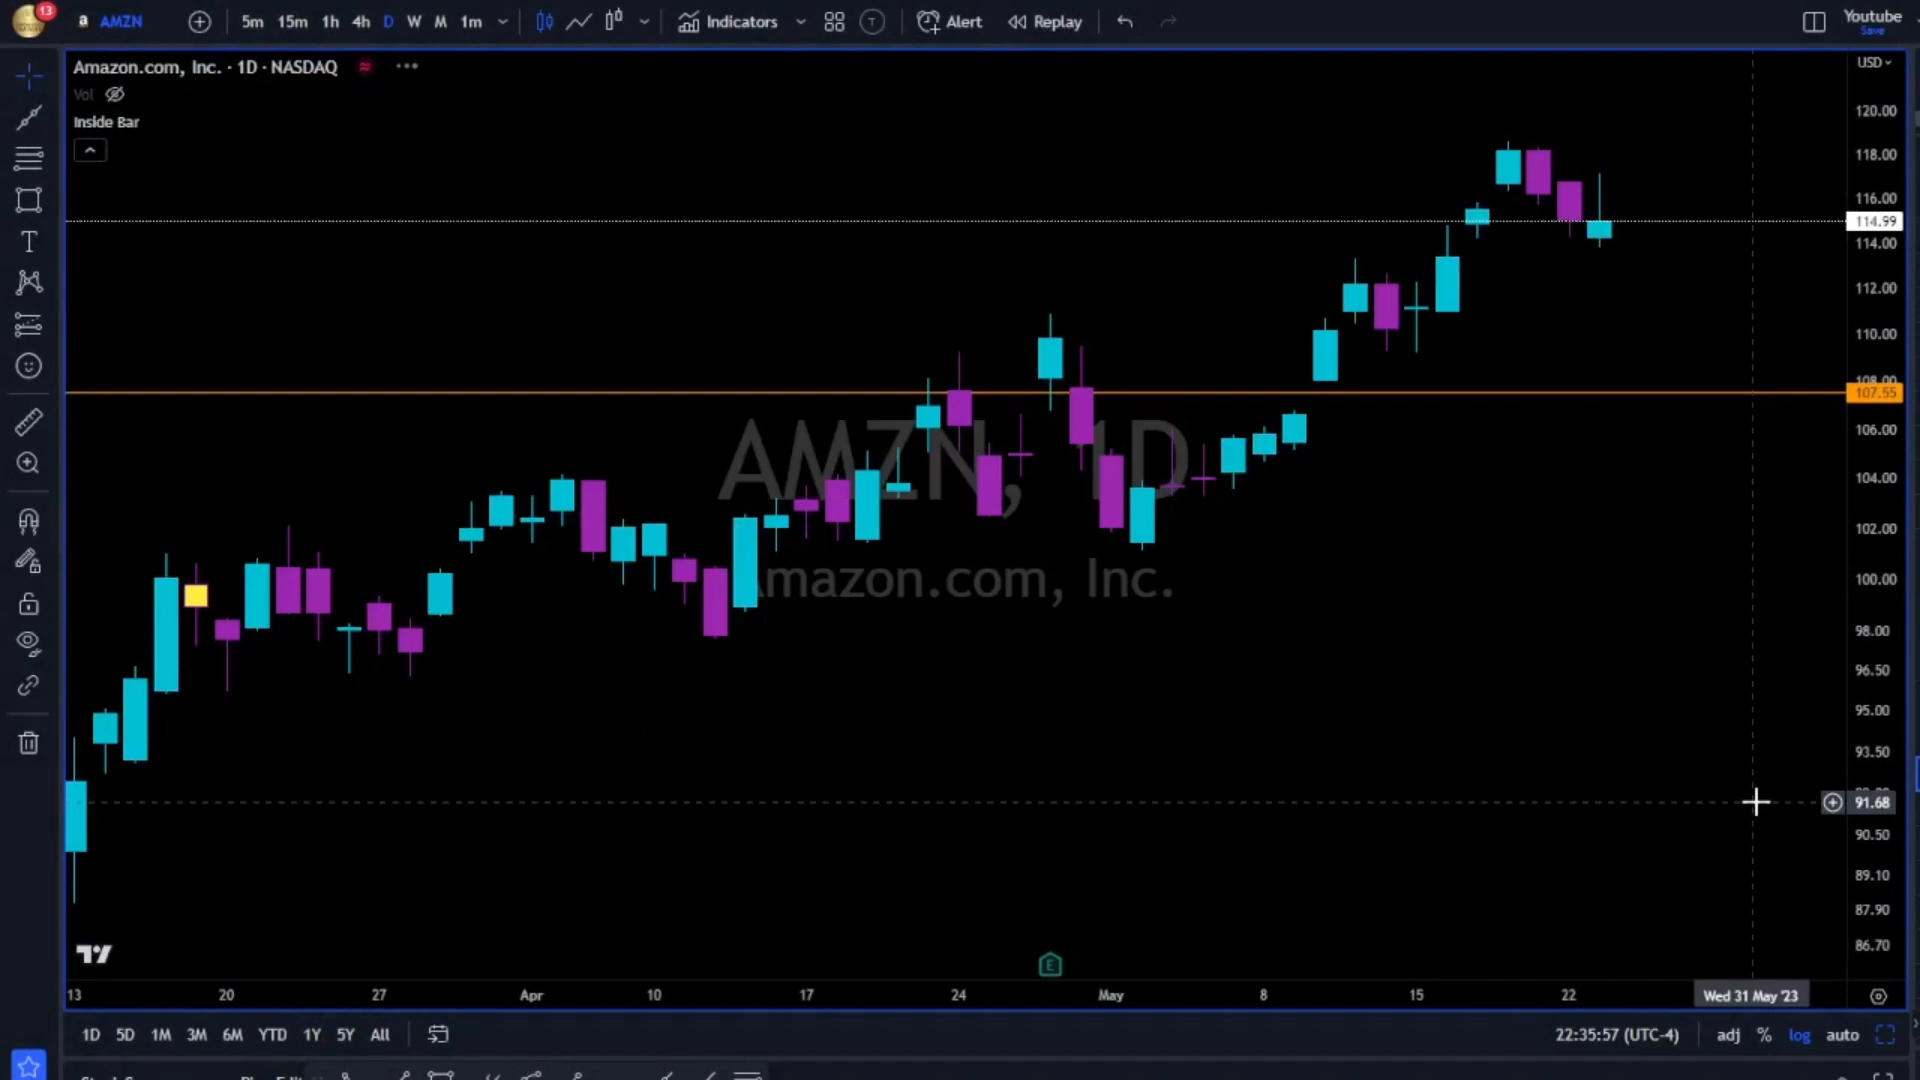 13
a AMZN
5m 15m 1h 4h D W M 1m
Indicators
T
Alert
Replay
Youtube
Save
Amazon.com, Inc. · 1D · NASDAQ
Vol
Inside Bar
USD
120.00
118.00
116.00
114.99
114.00
112.00
110.00
108.00
107.55
106.00
104.00
102.00
100.00
98.00
96.50
95.00
93.50
91.68
90.50
89.10
87.90
86.70
AMZN, 1D
Amazon.com, Inc.
E
13 20 27 Apr 10 17 24 May 8 15 22 Wed 31 May '23
1D 5D 1M 3M 6M YTD 1Y 5Y All
22:35:57 (UTC-4)
adj % log auto